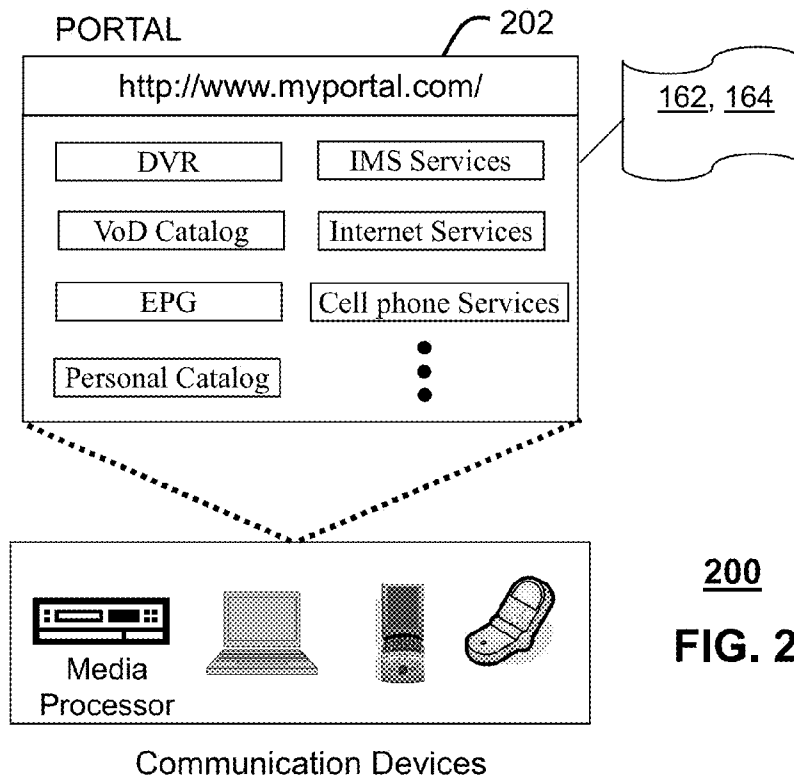 PORTAL
202
http://www.myportal.com/
162, 164
DVR
IMS Services
VoD Catalog
Internet Services
EPG
Cell phone Services
Personal Catalog
Media
Processor
200
FIG. 2
Communication Devices